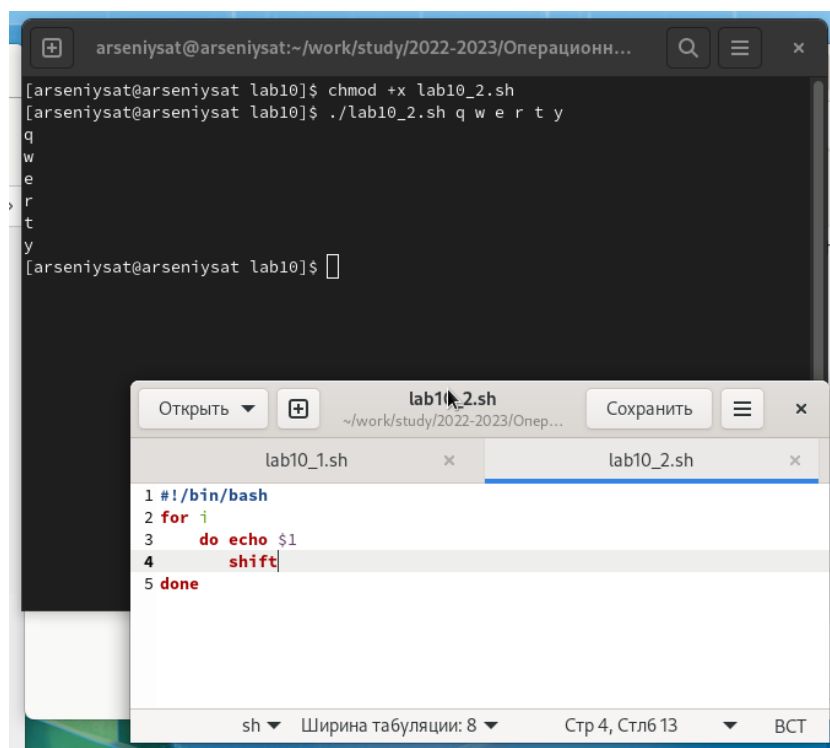 arseniysat@arseniysat:~/work/study/2022-2023/Операционн...
[arseniysat@arseniysat lab10]$ chmod +x lab10_2.sh
[arseniysat@arseniysat lab10]$ ./lab10_2.sh q w e r t y
q
w
e
r
t
y
[arseniysat@arseniysat lab10]$
Открыть
lab10_2.sh
~/work/study/2022-2023/Опер...
Сохранить
lab10_1.sh
lab10_2.sh
1 #!/bin/bash
2 for i
3 do echo $1
4 shift
5 done
sh Ширина табуляции: 8 Стр 4, Стлб 13 ВСТ